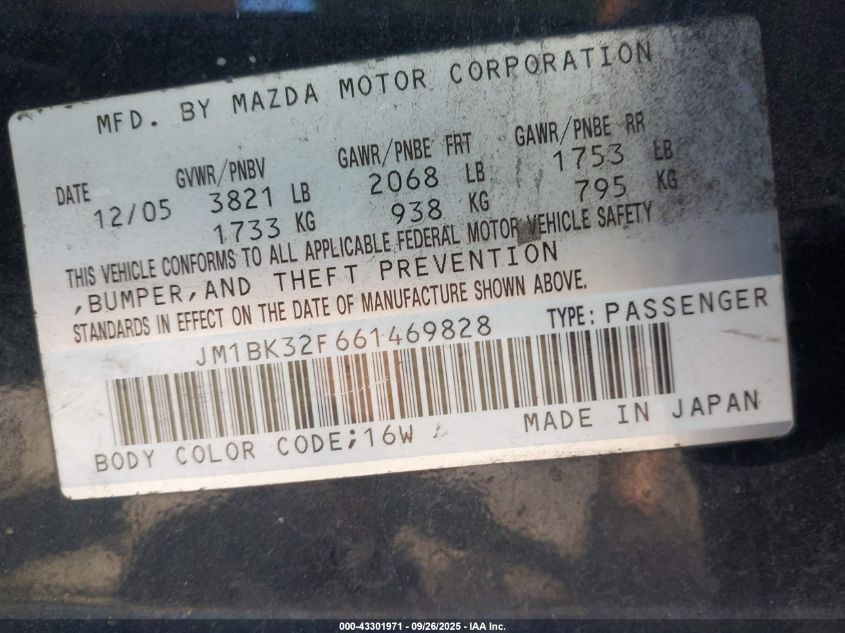 MFD. BY MAZDA MOTOR CORPORATION
DATE GVWR/PNBV GAWR/PNBE FRT GAWR/PNBE RR
12/05 3821 LB 2068 LB 1753 LB
1733 KG 938 KG 795 KG
THIS VEHICLE CONFORMS TO ALL APPLICABLE FEDERAL MOTOR VEHICLE SAFETY
,BUMPER,AND THEFT PREVENTION
STANDARDS IN EFFECT ON THE DATE OF MANUFACTURE SHOWN ABOVE.
JM1BK32F661469828 TYPE: PASSENGER
BODY COLOR CODE;16W MADE IN JAPAN
000-43301971 - 09/26/2025 - IAA Inc.